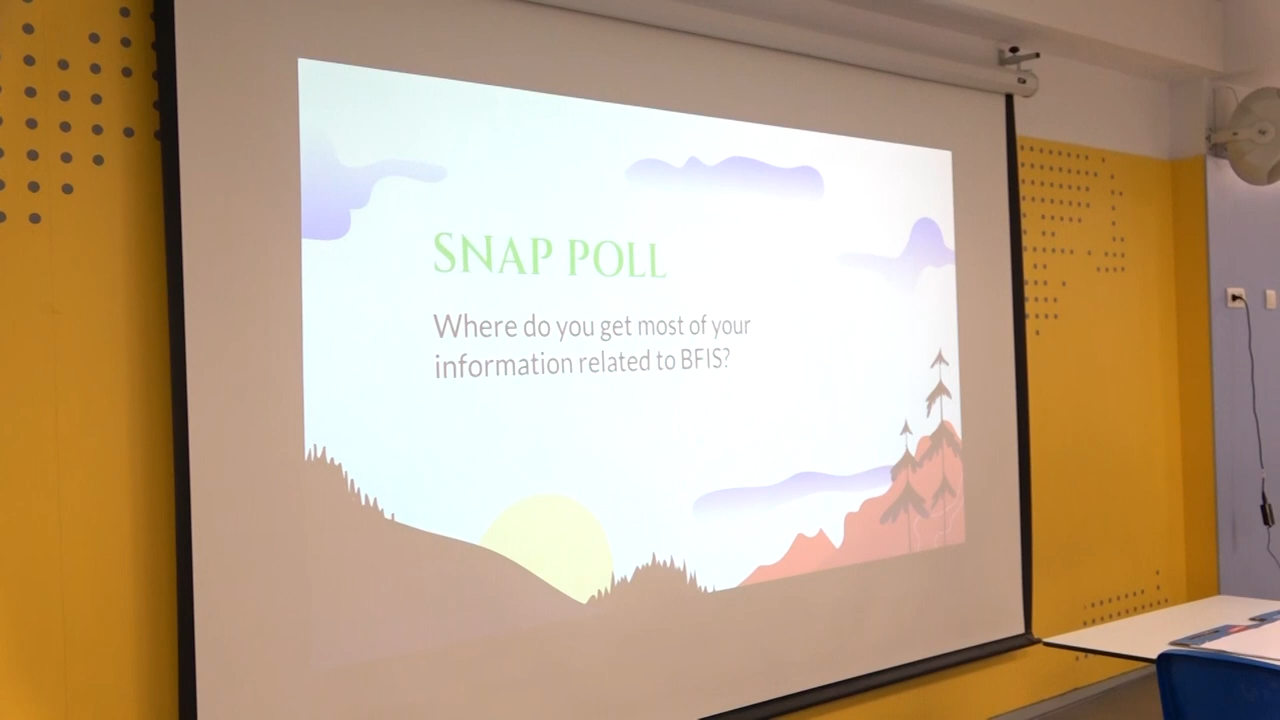 SNAP POLL
Where do you get most of your
information related to BFIS?